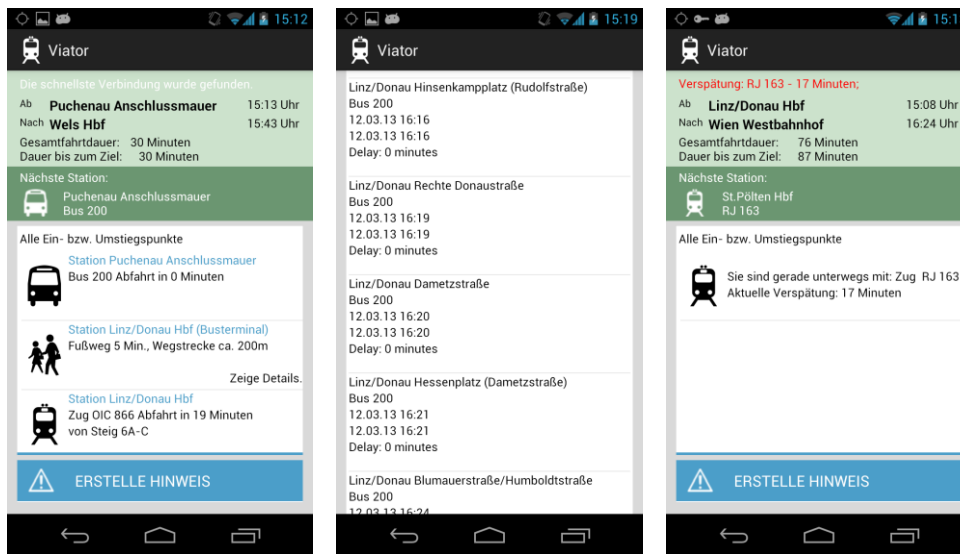 15:12
Viator
Die schnellste Verbindung wurde gefunden.
Ab Puchenau Anschlussmauer 15:13 Uhr
Nach Wels Hbf 15:43 Uhr
Gesamtfahrtdauer: 30 Minuten
Dauer bis zum Ziel: 30 Minuten
Nächste Station:
Puchenau Anschlussmauer
Bus 200
Alle Ein- bzw. Umstiegspunkte
Station Puchenau Anschlussmauer
Bus 200 Abfahrt in 0 Minuten
Station Linz/Donau Hbf (Busterminal)
Fußweg 5 Min., Wegstrecke ca. 200m
Zeige Details.
Station Linz/Donau Hbf
Zug OIC 866 Abfahrt in 19 Minuten
von Steig 6A-C
ERSTELLE HINWEIS
15:19
Viator
Linz/Donau Hinsenkampplatz (Rudolfstraße)
Bus 200
12.03.13 16:16
12.03.13 16:16
Delay: 0 minutes
Linz/Donau Rechte Donaustraße
Bus 200
12.03.13 16:19
12.03.13 16:19
Delay: 0 minutes
Linz/Donau Dametzstraße
Bus 200
12.03.13 16:20
12.03.13 16:20
Delay: 0 minutes
Linz/Donau Hessenplatz (Dametzstraße)
Bus 200
12.03.13 16:21
12.03.13 16:21
Delay: 0 minutes
Linz/Donau Blumauerstraße/Humboldtstraße
Bus 200
12.03.13 16:24
15:1
Viator
Verspätung: RJ 163 - 17 Minuten;
Ab Linz/Donau Hbf 15:08 Uhr
Nach Wien Westbahnhof 16:24 Uhr
Gesamtfahrtdauer: 76 Minuten
Dauer bis zum Ziel: 87 Minuten
Nächste Station:
St.Pölten Hbf
RJ 163
Alle Ein- bzw. Umstiegspunkte
Sie sind gerade unterwegs mit: Zug RJ 163
Aktuelle Verspätung: 17 Minuten
ERSTELLE HINWEIS